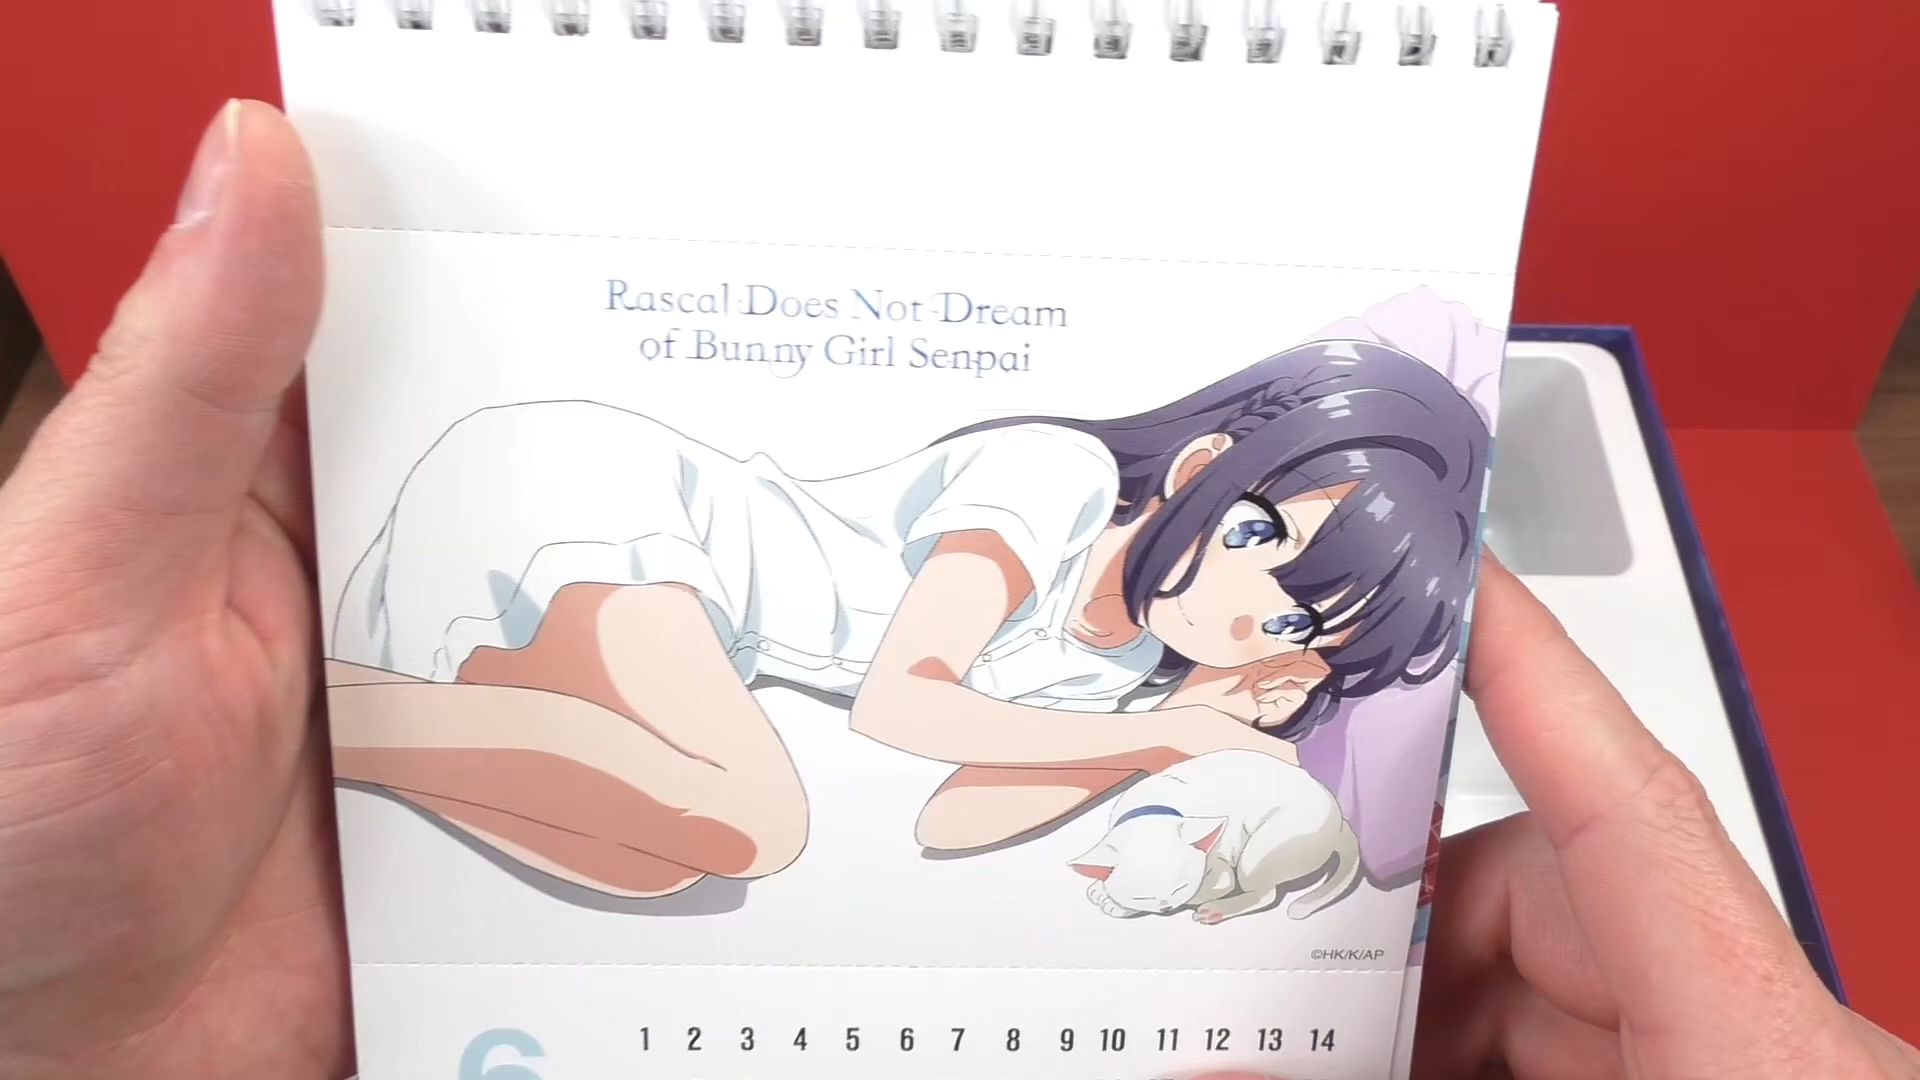 Rascal Does Not Dream
of Bunny Girl Senpai
©HK/K/AP
6 1 2 3 4 5 6 7 8 9 10 11 12 13 14